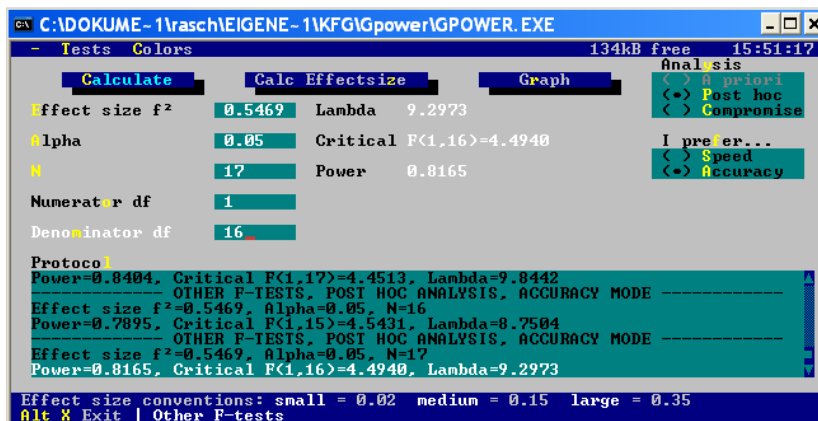 C:\DOKUME~1\rasch\EIGENE~1\KFG\Gpower\GPOWER.EXE
- Tests Colors 134kB free 15:51:17
Calculate Calc Effectsize Graph Analysis
( ) A priori
Effect size f² 0.5469 Lambda 9.2973 (•) Post hoc
( ) Compromise
Alpha 0.05 Critical F(1,16)=4.4940 I prefer...
( ) Speed
N 17 Power 0.8165 (•) Accuracy
Numerator df 1
Denominator df 16_
Protocol
Power=0.8404, Critical F(1,17)=4.4513, Lambda=9.8442
------------- OTHER F-TESTS, POST HOC ANALYSIS, ACCURACY MODE ------------
Effect size f²=0.5469, Alpha=0.05, N=16
Power=0.7895, Critical F(1,15)=4.5431, Lambda=8.7504
------------- OTHER F-TESTS, POST HOC ANALYSIS, ACCURACY MODE ------------
Effect size f²=0.5469, Alpha=0.05, N=17
Power=0.8165, Critical F(1,16)=4.4940, Lambda=9.2973
Effect size conventions: small = 0.02 medium = 0.15 large = 0.35
Alt X Exit | Other F-tests